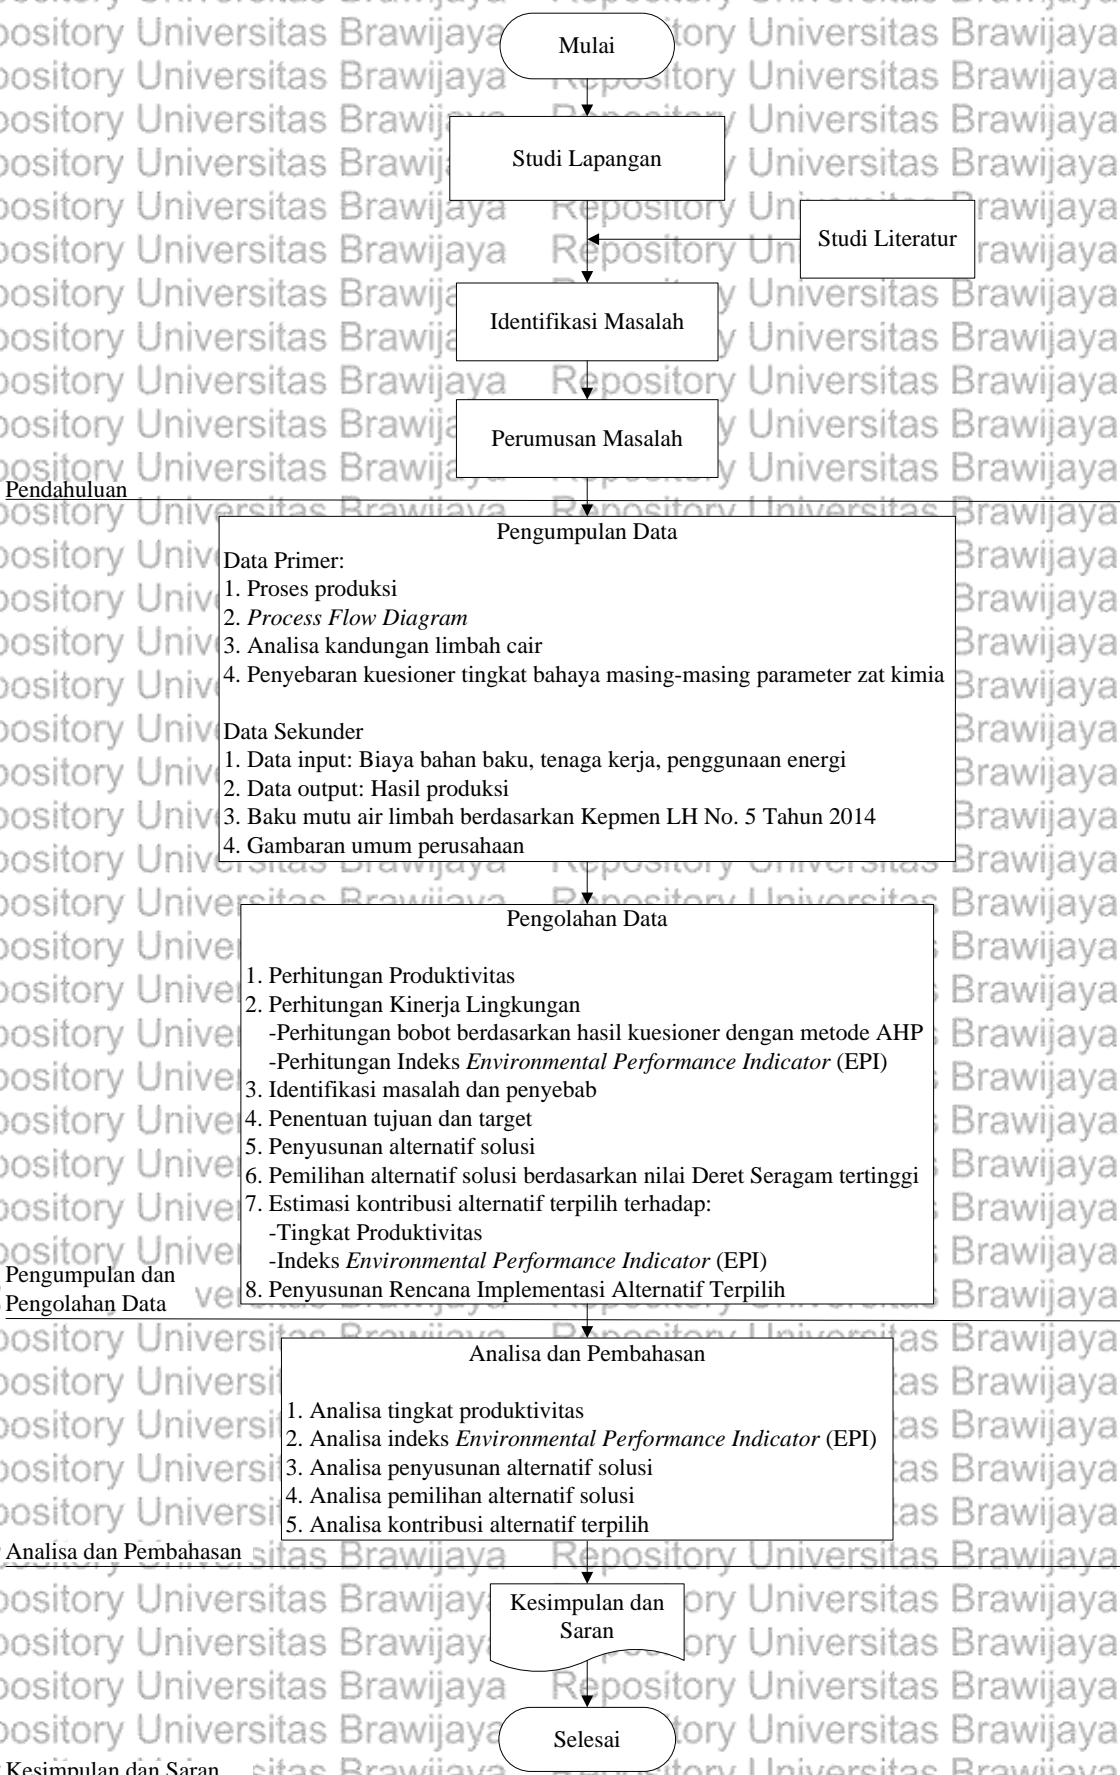 Mulai
Studi Lapangan
Studi Literatur
Identifikasi Masalah
Perumusan Masalah
Pendahuluan
Pengumpulan Data
Data Primer:
1. Proses produksi
2. Process Flow Diagram
3. Analisa kandungan limbah cair
4. Penyebaran kuesioner tingkat bahaya masing-masing parameter zat kimia
Data Sekunder
1. Data input: Biaya bahan baku, tenaga kerja, penggunaan energi
2. Data output: Hasil produksi
3. Baku mutu air limbah berdasarkan Kepmen LH No. 5 Tahun 2014
4. Gambaran umum perusahaan
Pengolahan Data
1. Perhitungan Produktivitas
2. Perhitungan Kinerja Lingkungan
-Perhitungan bobot berdasarkan hasil kuesioner dengan metode AHP
-Perhitungan Indeks Environmental Performance Indicator (EPI)
3. Identifikasi masalah dan penyebab
4. Penentuan tujuan dan target
5. Penyusunan alternatif solusi
6. Pemilihan alternatif solusi berdasarkan nilai Deret Seragam tertinggi
7. Estimasi kontribusi alternatif terpilih terhadap:
-Tingkat Produktivitas
-Indeks Environmental Performance Indicator (EPI)
8. Penyusunan Rencana Implementasi Alternatif Terpilih
Pengumpulan dan
Pengolahan Data
Analisa dan Pembahasan
1. Analisa tingkat produktivitas
2. Analisa indeks Environmental Performance Indicator (EPI)
3. Analisa penyusunan alternatif solusi
4. Analisa pemilihan alternatif solusi
5. Analisa kontribusi alternatif terpilih
Analisa dan Pembahasan
Kesimpulan dan
Saran
Selesai
Kesimpulan dan Saran
Repository Universitas Brawijaya